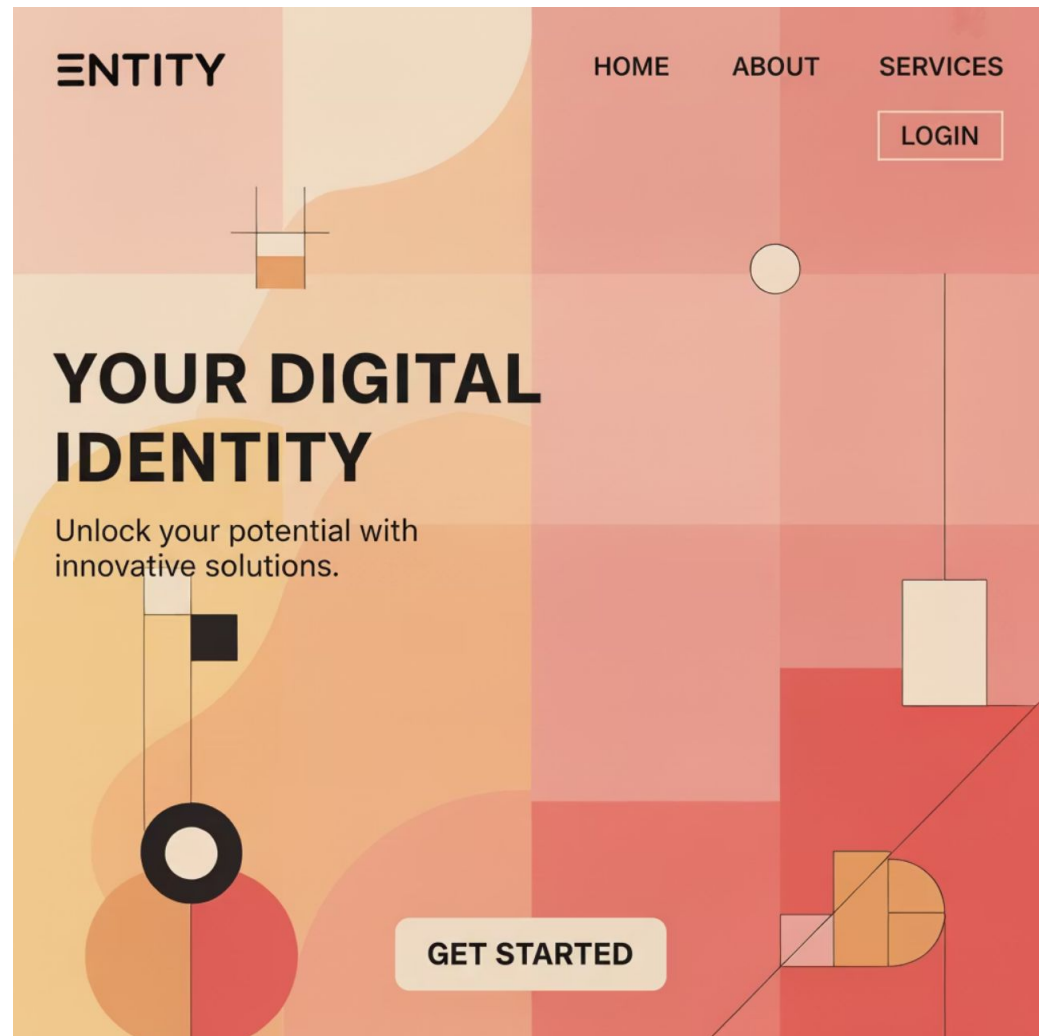 ENTITY
HOME ABOUT SERVICES
LOGIN
YOUR DIGITAL
IDENTITY
Unlock your potential with
innovative solutions.
GET STARTED